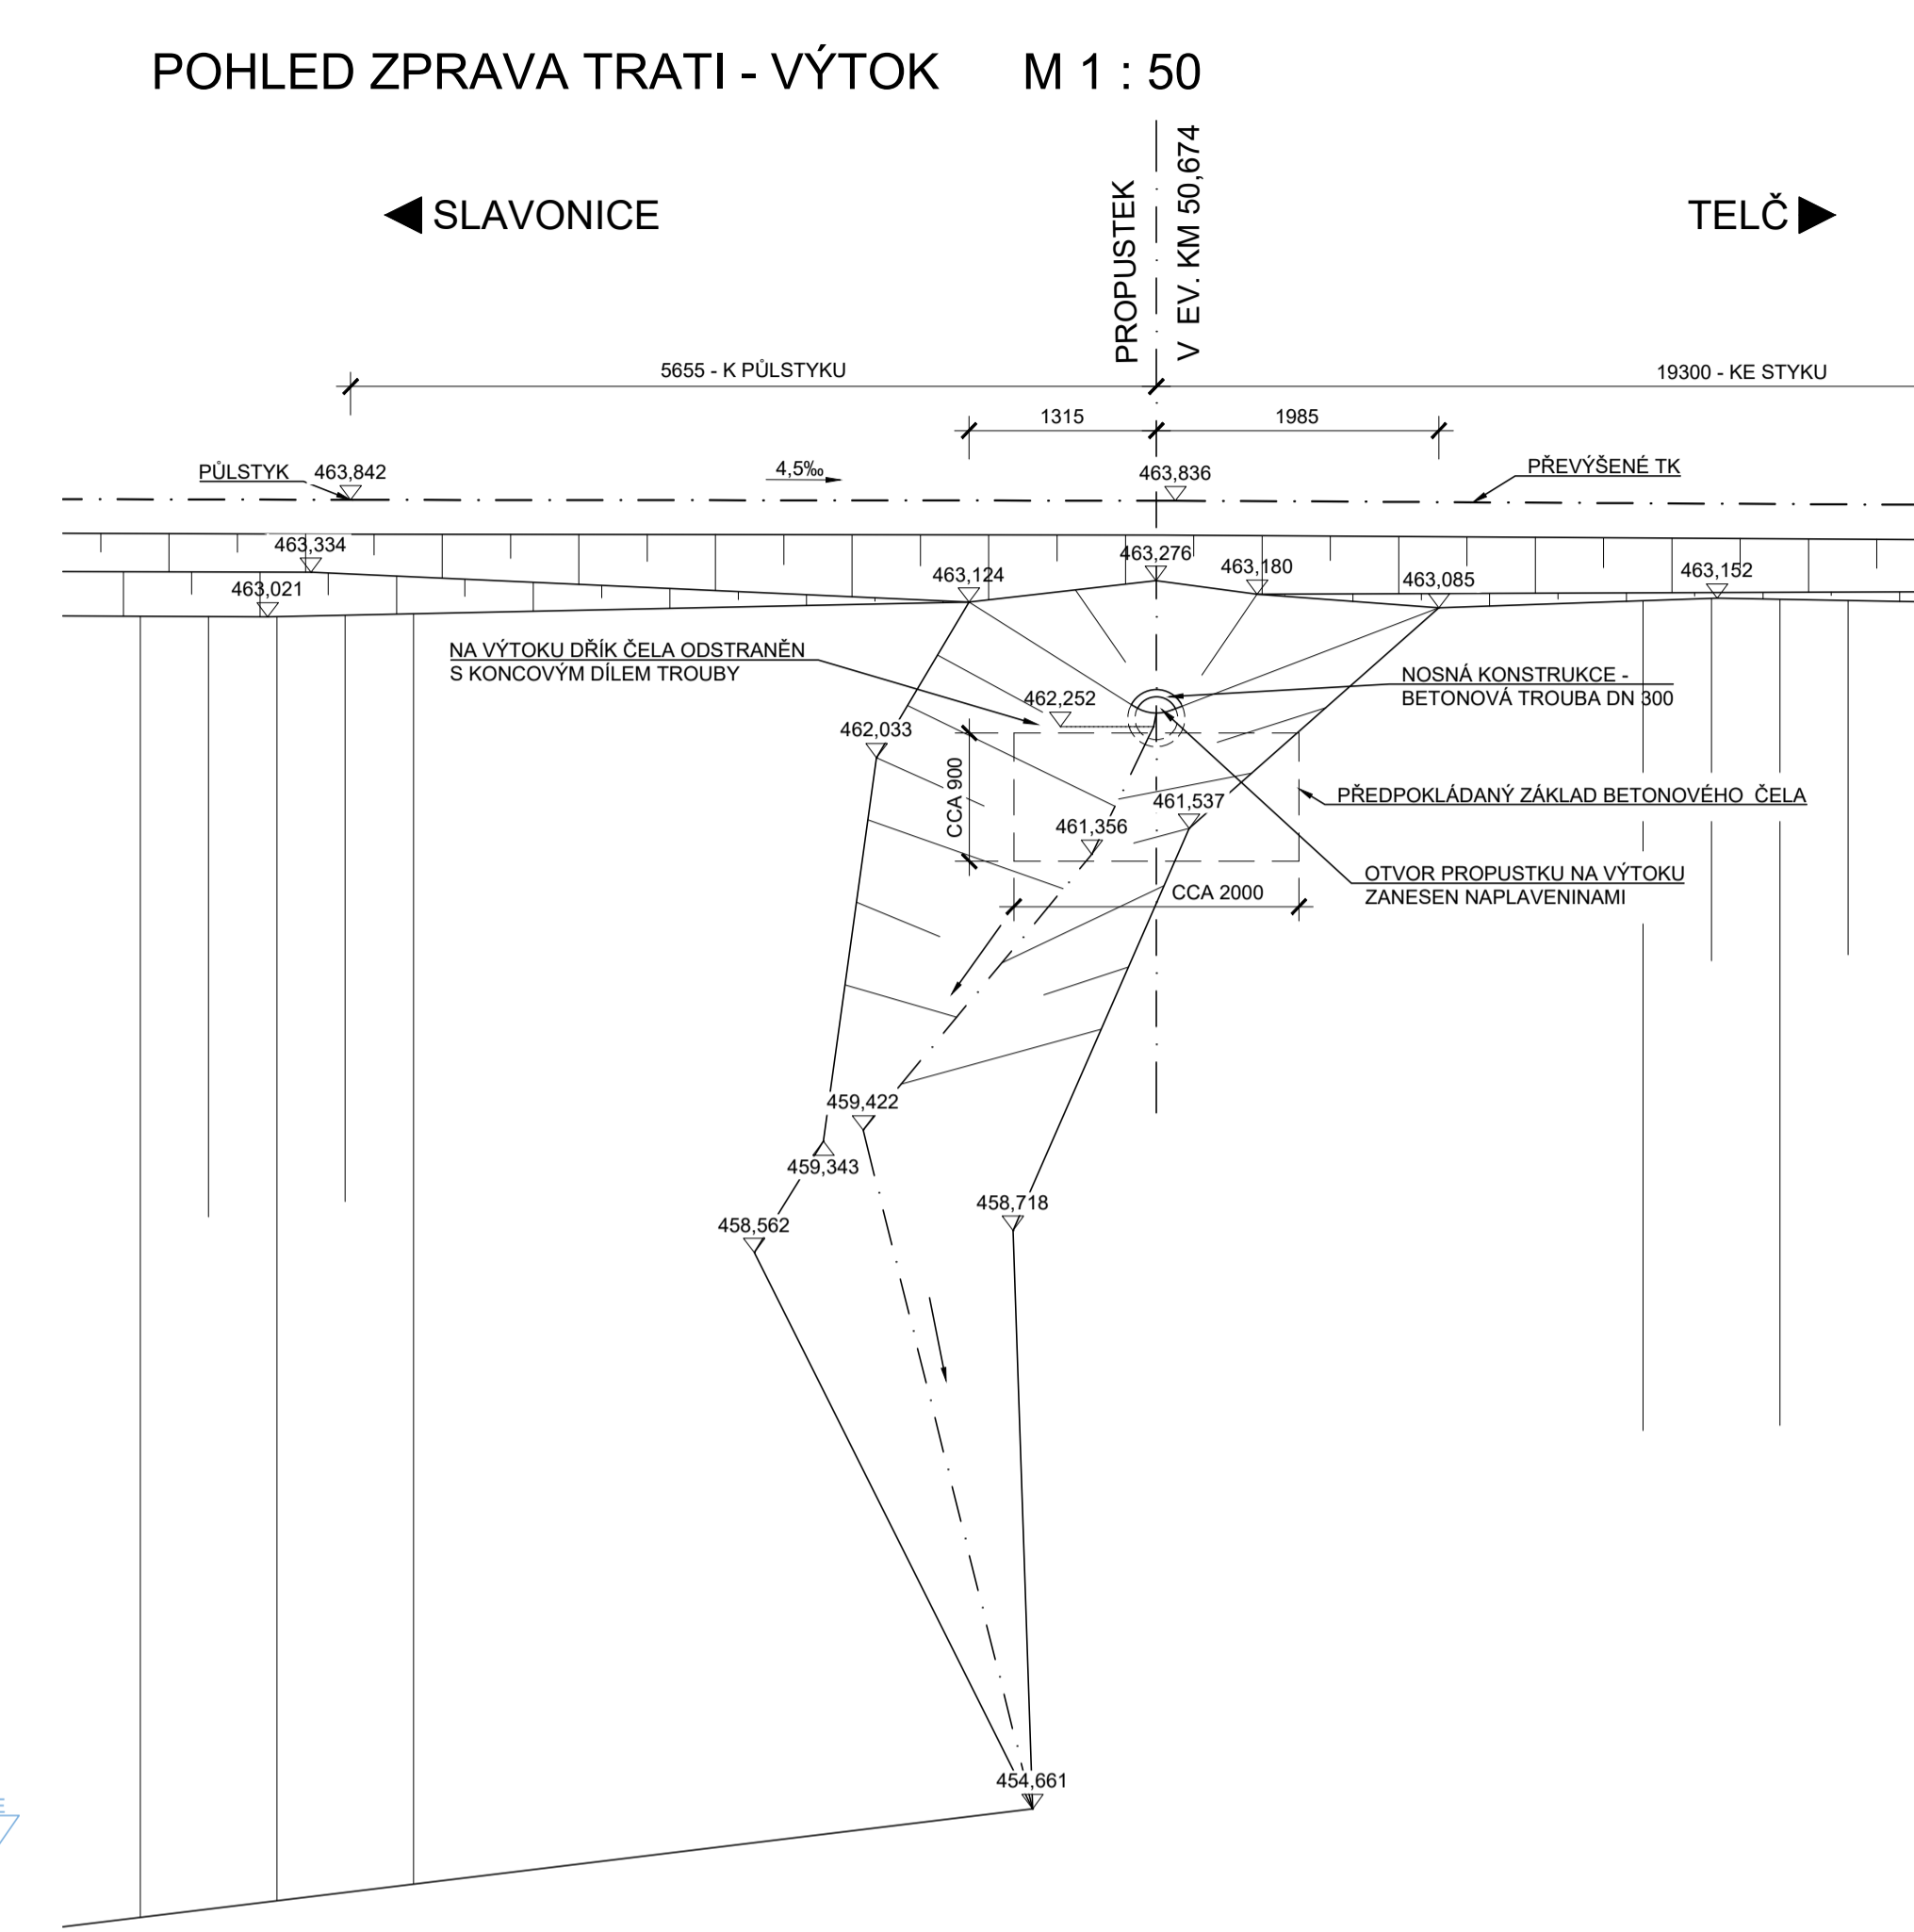 POHLED ZPRAVA TRATI - VÝTOK M 1 : 50
PROPUSTEK
V EV. KM 50,674
SLAVONICE
TELČ
5655 - K PŮLSTYKU
19300 - KE STYKU
1315
1985
PŮLSTYK
463,842
4,5‰
463,836
PŘEVÝŠENÉ TK
463,334
463,021
463,124
463,276
463,180
463,085
463,152
NA VÝTOKU DŘÍK ČELA ODSTRANĚN
S KONCOVÝM DÍLEM TROUBY
NOSNÁ KONSTRUKCE -
BETONOVÁ TROUBA DN 300
462,252
462,033
CCA 900
461,537
461,356
PŘEDPOKLÁDANÝ ZÁKLAD BETONOVÉHO ČELA
OTVOR PROPUSTKU NA VÝTOKU
ZANESEN NAPLAVENINAMI
CCA 2000
459,422
459,343
458,718
458,562
454,661